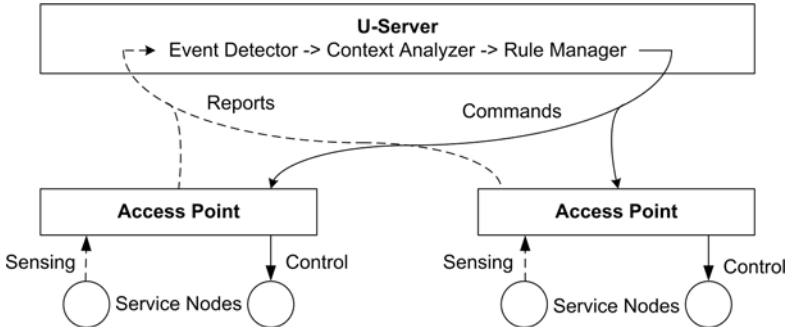 U-Server
Event Detector -> Context Analyzer -> Rule Manager
Reports
Commands
Access Point
Access Point
Sensing
Control
Sensing
Control
Service Nodes
Service Nodes